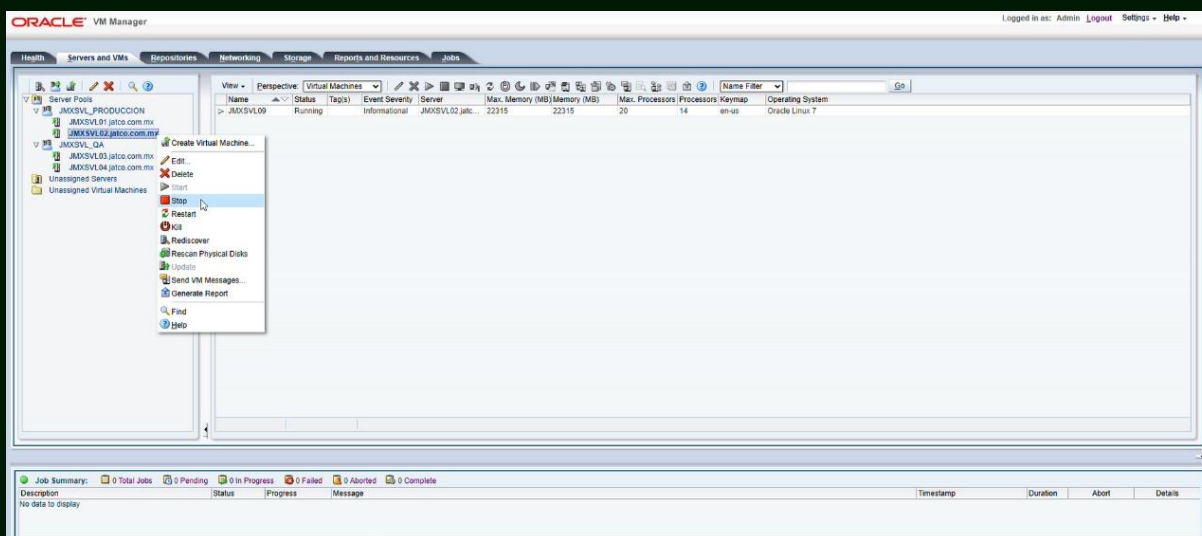 ORACLE VM Manager
Logged in as: Admin Logout Settings Help
Health Servers and VMs Repositories Networking Storage Reports and Resources Jobs
View Perspective: Virtual Machines Name Filter Go
Server Pools
JMXSVL_PRODUCCION
JMXSVL01.jatco.com.mx
JMXSVL02.jatco.com.mx
JMXSVL_QA
JMXSVL03.jatco.com.mx
JMXSVL04.jatco.com.mx
Unassigned Servers
Unassigned Virtual Machines
Create Virtual Machine...
Edit...
Delete
Start
Stop
Restart
Kill
Rediscover
Rescan Physical Disks
Update
Send VM Messages...
Generate Report
Find
Help
Name Status Tag(s) Event Severity Server Max. Memory (MB) Memory (MB) Max. Processors Processors Keymap Operating System
JMXSVL09 Running Informational JMXSVL02.jatc... 22315 22315 20 14 en-us Oracle Linux 7
Job Summary: 0 Total Jobs 0 Pending 0 In Progress 0 Failed 0 Aborted 0 Complete
Description Status Progress Message Timestamp Duration Abort Details
No data to display